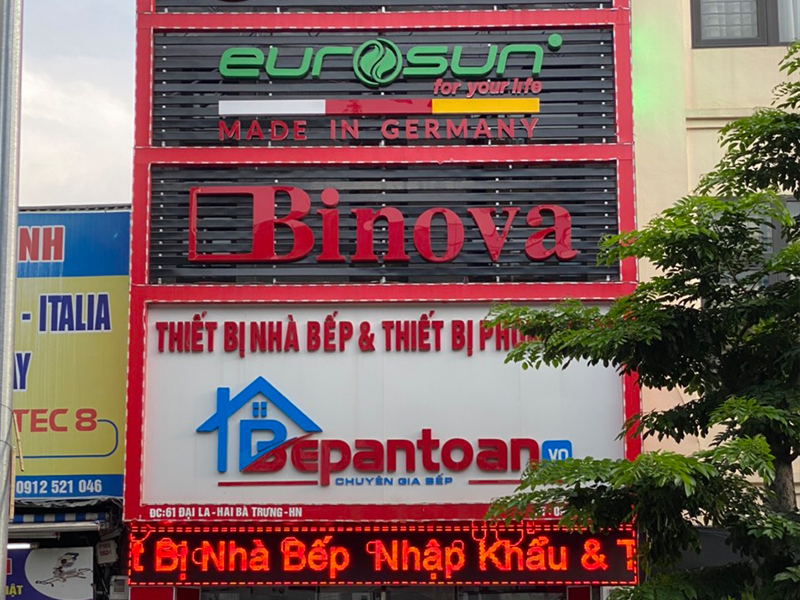 eurosun
for your life
MADE IN GERMANY
Binova
THIẾT BỊ NHÀ BẾP & THIẾT BỊ
Bepantoan
CHUYÊN GIA BẾP
ĐC:61 ĐẠI LA-HAI BÀ TRƯNG-HN
Bị Nhà Bếp Nhập Khẩu &
NH
- ITALIA
TEC 8
0912 521 046